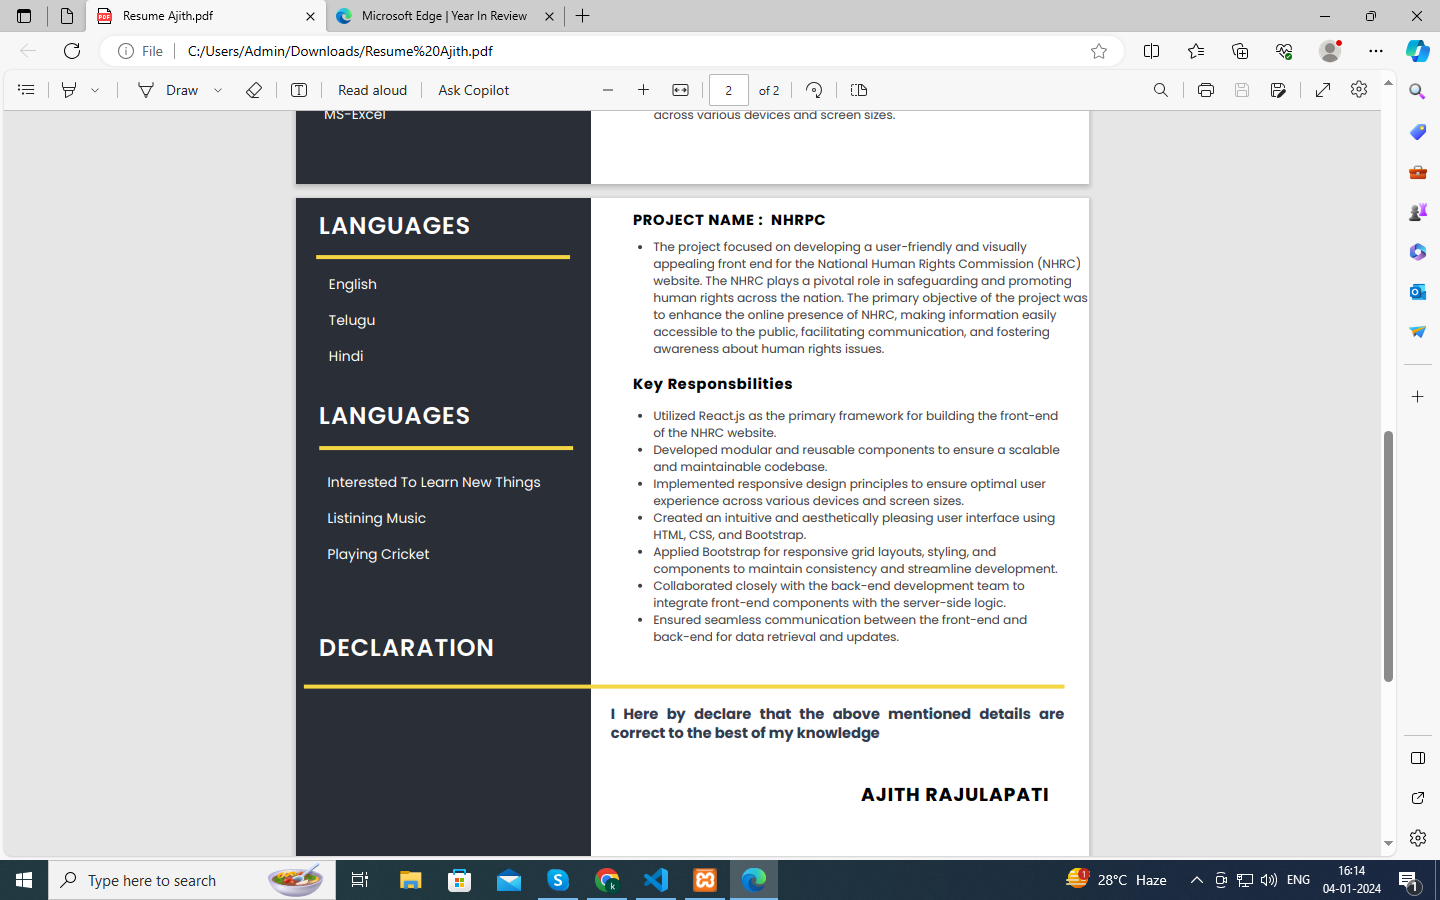 Resume Ajith.pdf
Microsoft Edge | Year In Review
File
C:/Users/Admin/Downloads/Resume%20Ajith.pdf
Draw
Read aloud
Ask Copilot
2
of 2
MS-Excel
across various devices and screen sizes.
LANGUAGES
English
Telugu
Hindi
LANGUAGES
Interested To Learn New Things
Listining Music
Playing Cricket
DECLARATION
PROJECT NAME : NHRPC
• The project focused on developing a user-friendly and visually
appealing front end for the National Human Rights Commission (NHRC)
website. The NHRC plays a pivotal role in safeguarding and promoting
human rights across the nation. The primary objective of the project was
to enhance the online presence of NHRC, making information easily
accessible to the public, facilitating communication, and fostering
awareness about human rights issues.
Key Responsbilities
• Utilized React.js as the primary framework for building the front-end
of the NHRC website.
• Developed modular and reusable components to ensure a scalable
and maintainable codebase.
• Implemented responsive design principles to ensure optimal user
experience across various devices and screen sizes.
• Created an intuitive and aesthetically pleasing user interface using
HTML, CSS, and Bootstrap.
• Applied Bootstrap for responsive grid layouts, styling, and
components to maintain consistency and streamline development.
• Collaborated closely with the back-end development team to
integrate front-end components with the server-side logic.
• Ensured seamless communication between the front-end and
back-end for data retrieval and updates.
I Here by declare that the above mentioned details are
correct to the best of my knowledge
AJITH RAJULAPATI
Type here to search
28°C Haze
ENG
16:14
04-01-2024
1